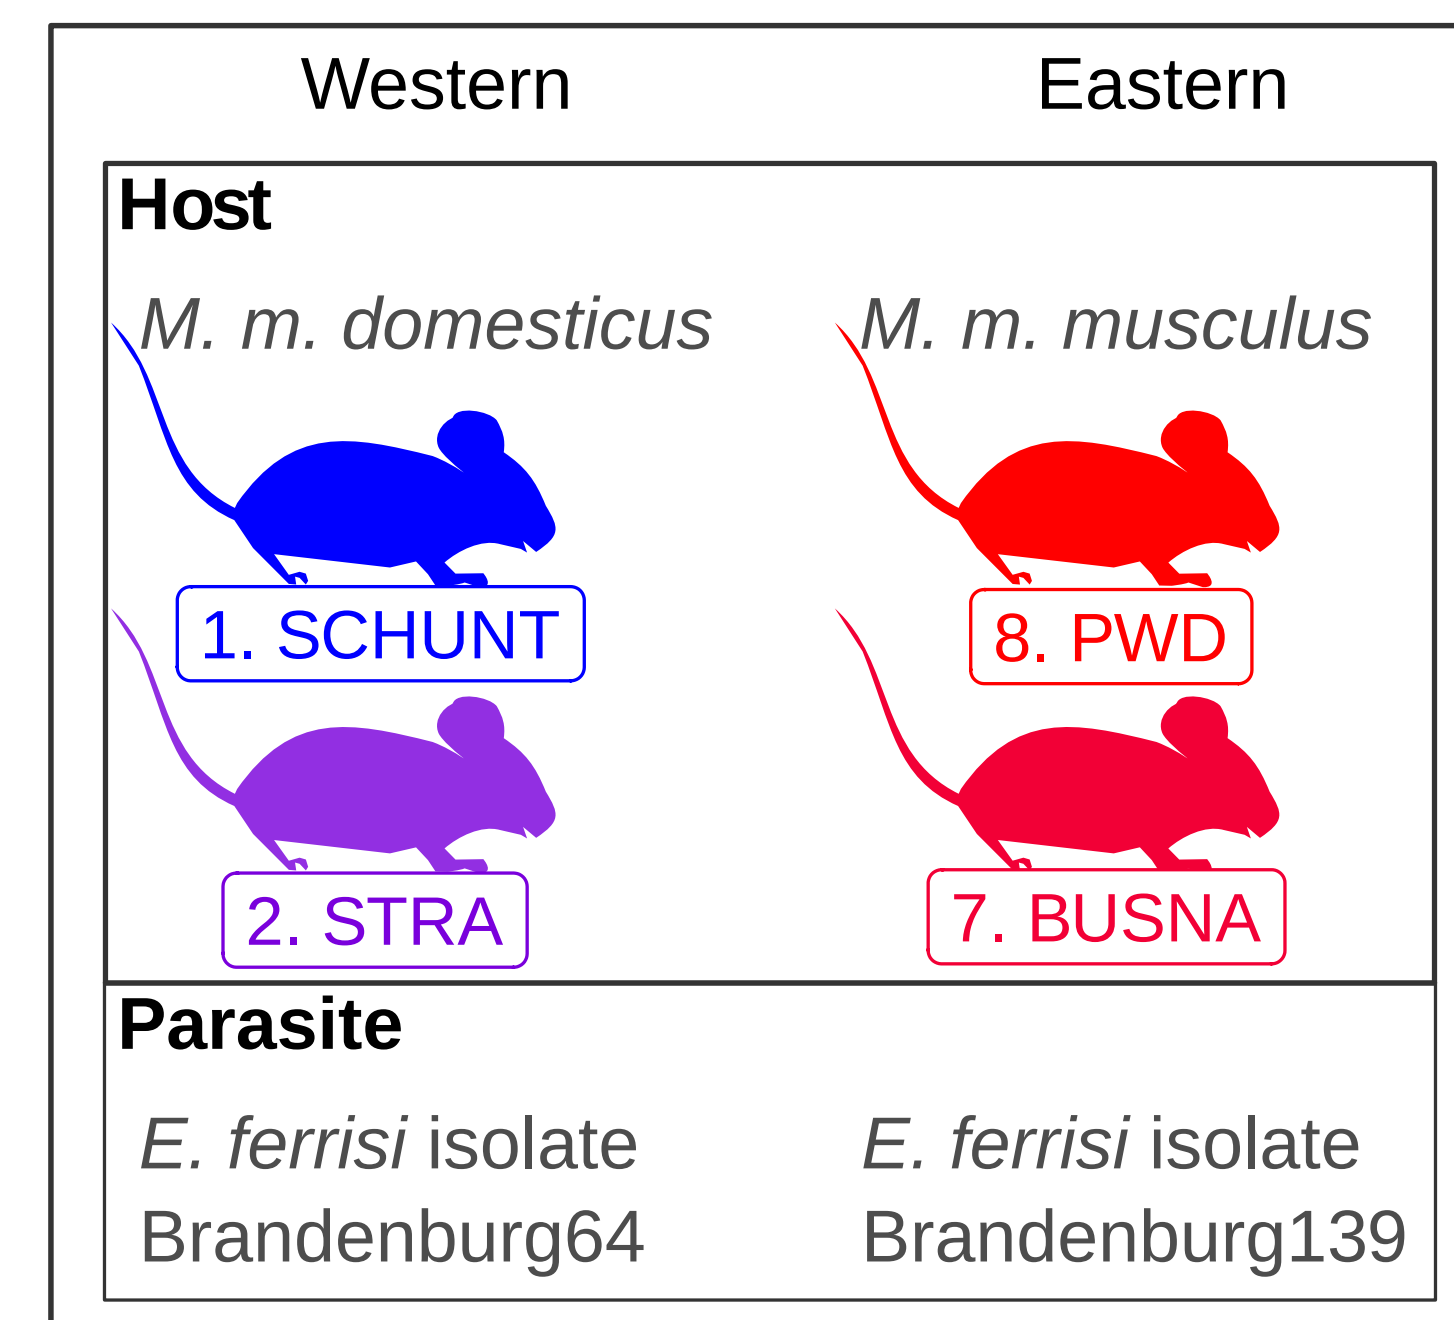 Western Eastern
Host
M. m. domesticus M. m. musculus
1. SCHUNT 8. PWD
2. STRA 7. BUSNA
Parasite
E. ferrisi isolate E. ferrisi isolate
Brandenburg64 Brandenburg139